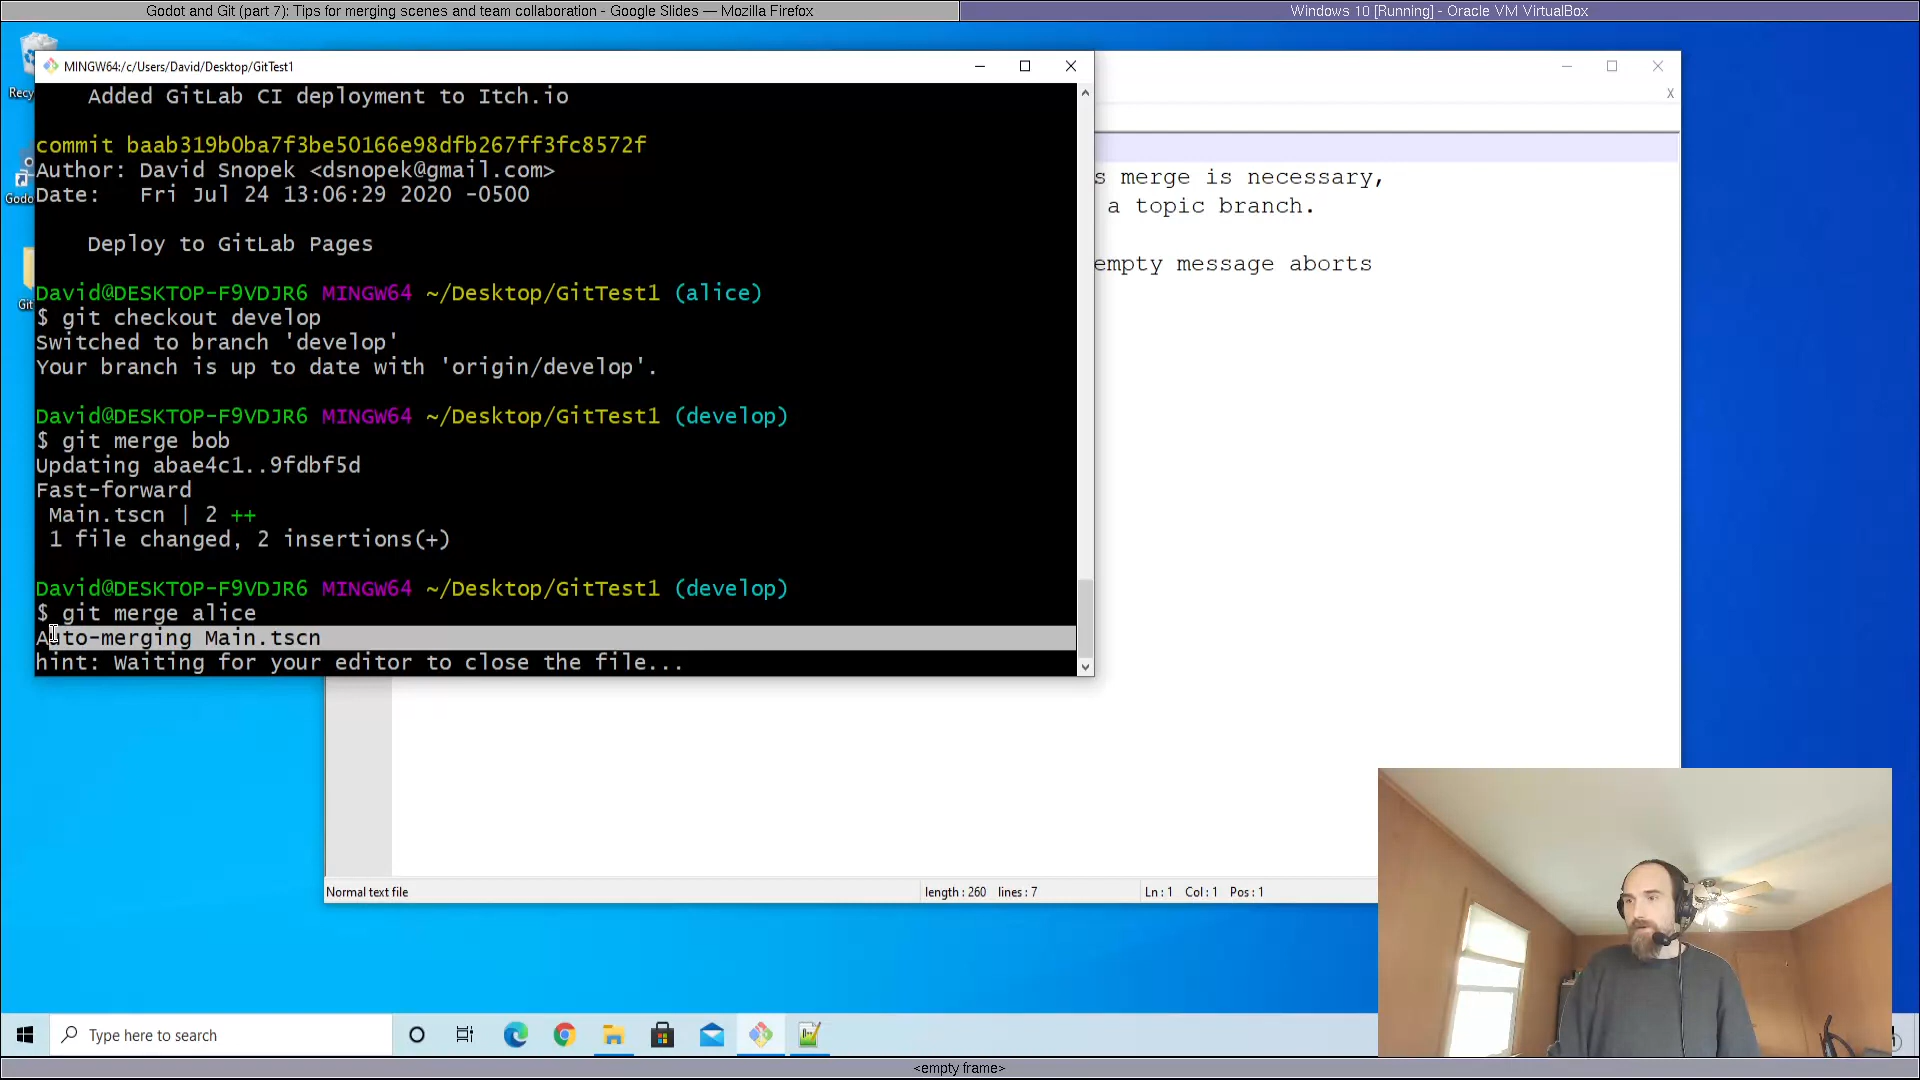 Godot and Git (part 7): Tips for merging scenes and team collaboration - Google Slides — Mozilla Firefox
Windows 10 [Running] - Oracle VM VirtualBox
MINGW64:/c/Users/David/Desktop/GitTest1
Added GitLab CI deployment to Itch.io
commit baab319b0ba7f3be50166e98dfb267ff3fc8572f
Author: David Snopek <dsnopek@gmail.com>
Date:   Fri Jul 24 13:06:29 2020 -0500
Deploy to GitLab Pages
David@DESKTOP-F9VDJR6 MINGW64 ~/Desktop/GitTest1 (alice)
$ git checkout develop
Switched to branch 'develop'
Your branch is up to date with 'origin/develop'.
David@DESKTOP-F9VDJR6 MINGW64 ~/Desktop/GitTest1 (develop)
$ git merge bob
Updating abae4c1..9fdbf5d
Fast-forward
Main.tscn | 2 ++
1 file changed, 2 insertions(+)
David@DESKTOP-F9VDJR6 MINGW64 ~/Desktop/GitTest1 (develop)
$ git merge alice
Auto-merging Main.tscn
hint: Waiting for your editor to close the file...
X
s merge is necessary,
a topic branch.
empty message aborts
Recy
Godo
Git
Normal text file
length : 260 lines : 7
Ln : 1 Col : 1 Pos : 1
Type here to search
<empty frame>